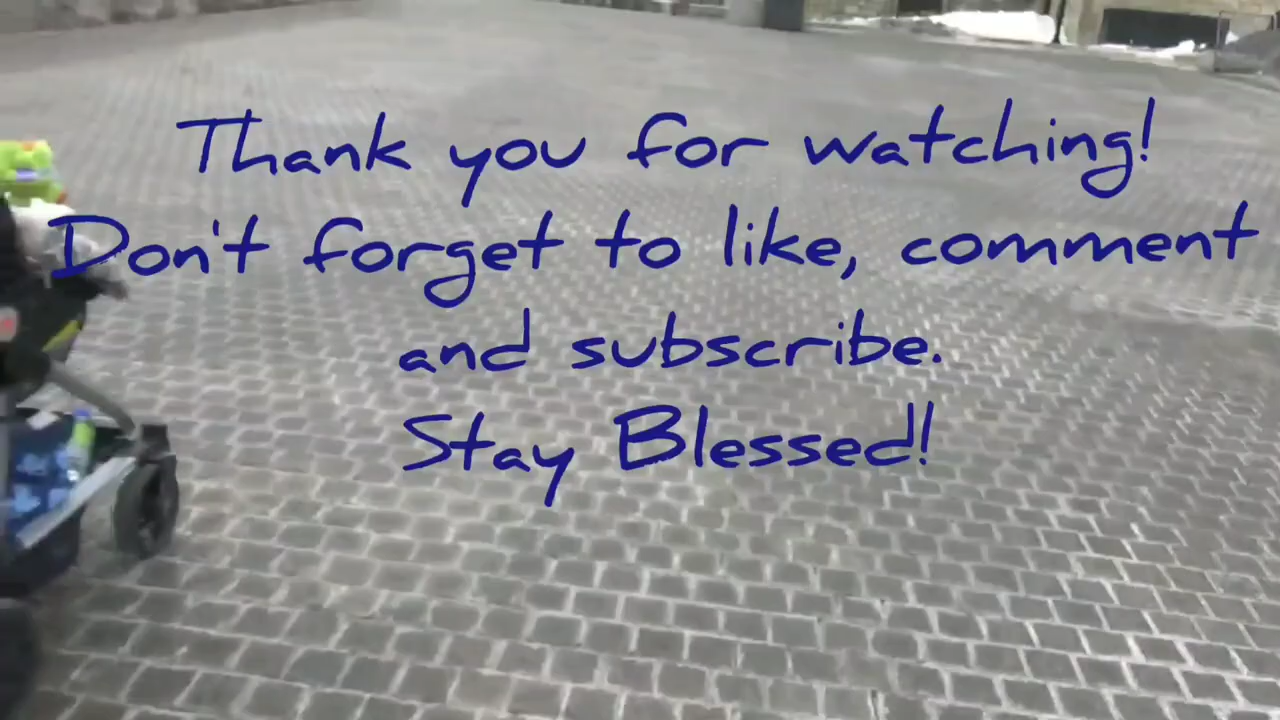 Thank you for watching!
Don't forget to like, comment
and subscribe.
Stay Blessed!